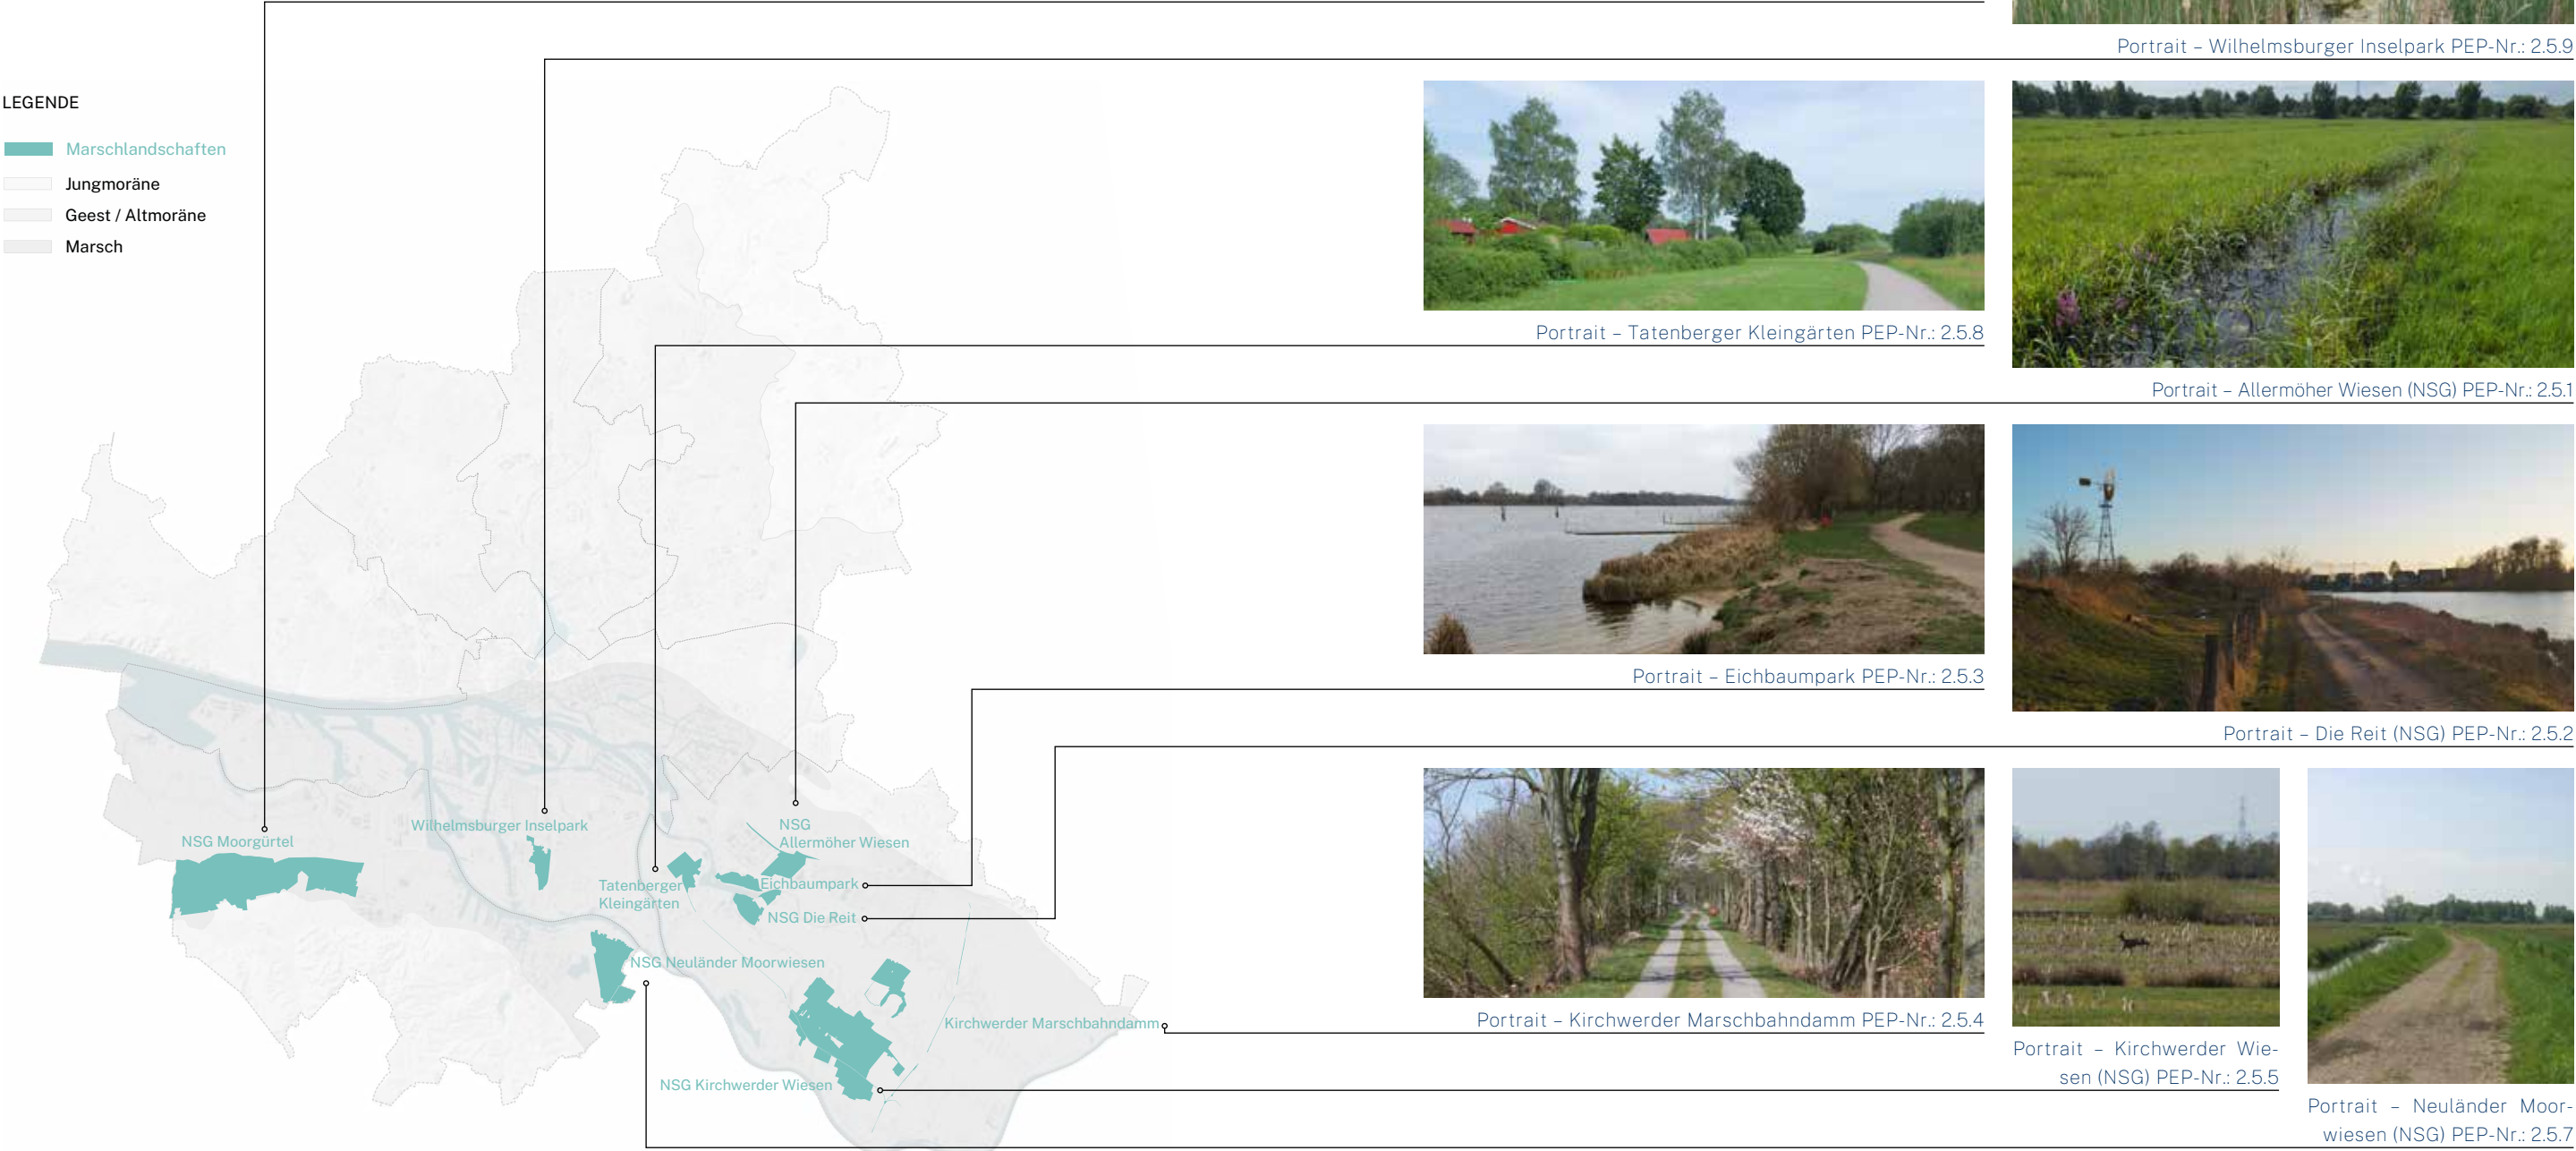 Portrait – Wilhelmsburger Inselpark PEP-Nr.: 2.5.9
LEGENDE
Marschlandschaften
Jungmoräne
Geest / Altmoräne
Marsch
Portrait – Tatenberger Kleingärten PEP-Nr.: 2.5.8
Portrait – Allermöher Wiesen (NSG) PEP-Nr.: 2.5.1
Portrait – Eichbaumpark PEP-Nr.: 2.5.3
Portrait – Die Reit (NSG) PEP-Nr.: 2.5.2
NSG Moorgürtel
Wilhelmsburger Inselpark
NSG
Allermöher Wiesen
Tatenberger
Kleingärten
Eichbaumpark
NSG Die Reit
NSG Neuländer Moorwiesen
Kirchwerder Marschbahndamm
NSG Kirchwerder Wiesen
Portrait – Kirchwerder Marschbahndamm PEP-Nr.: 2.5.4
Portrait – Kirchwerder Wie-
sen (NSG) PEP-Nr.: 2.5.5
Portrait – Neuländer Moor-
wiesen (NSG) PEP-Nr.: 2.5.7